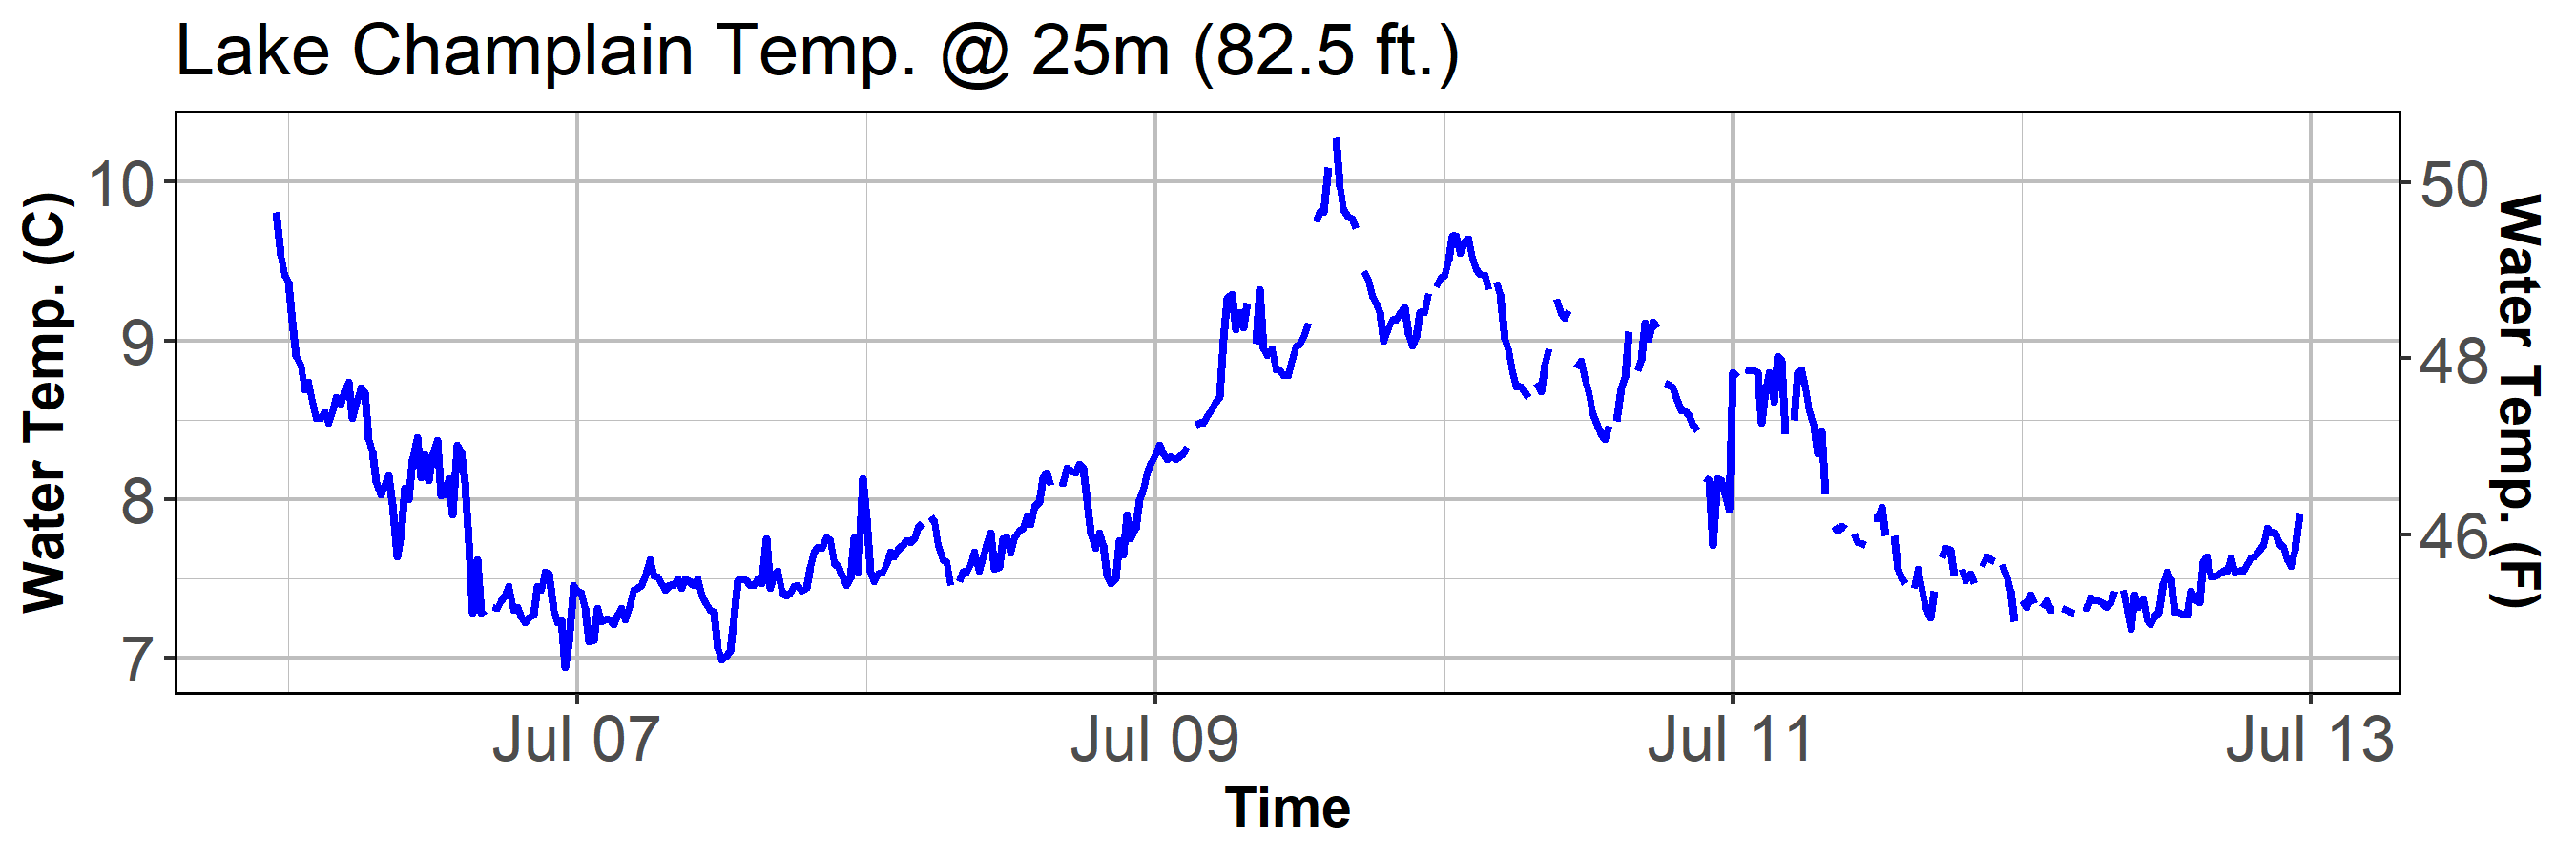 Lake Champlain Temp. @ 25m (82.5 ft.)
Water Temp. (C)
10
9
8
7
50
48
46
Water Temp. (F)
Jul 07 Jul 09 Jul 11 Jul 13
Time